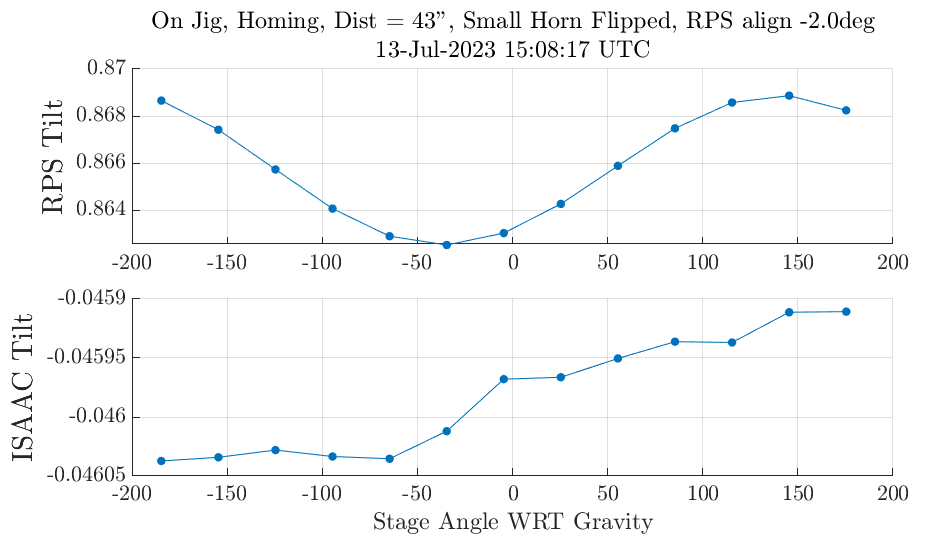 On Jig, Homing, Dist = 43", Small Horn Flipped, RPS align -2.0deg
13-Jul-2023 15:08:17 UTC
0.87
0.868
0.866
0.864
RPS Tilt
-200 -150 -100 -50 0 50 100 150 200
-0.0459
-0.04595
-0.046
-0.04605
ISAAC Tilt
-200 -150 -100 -50 0 50 100 150 200
Stage Angle WRT Gravity